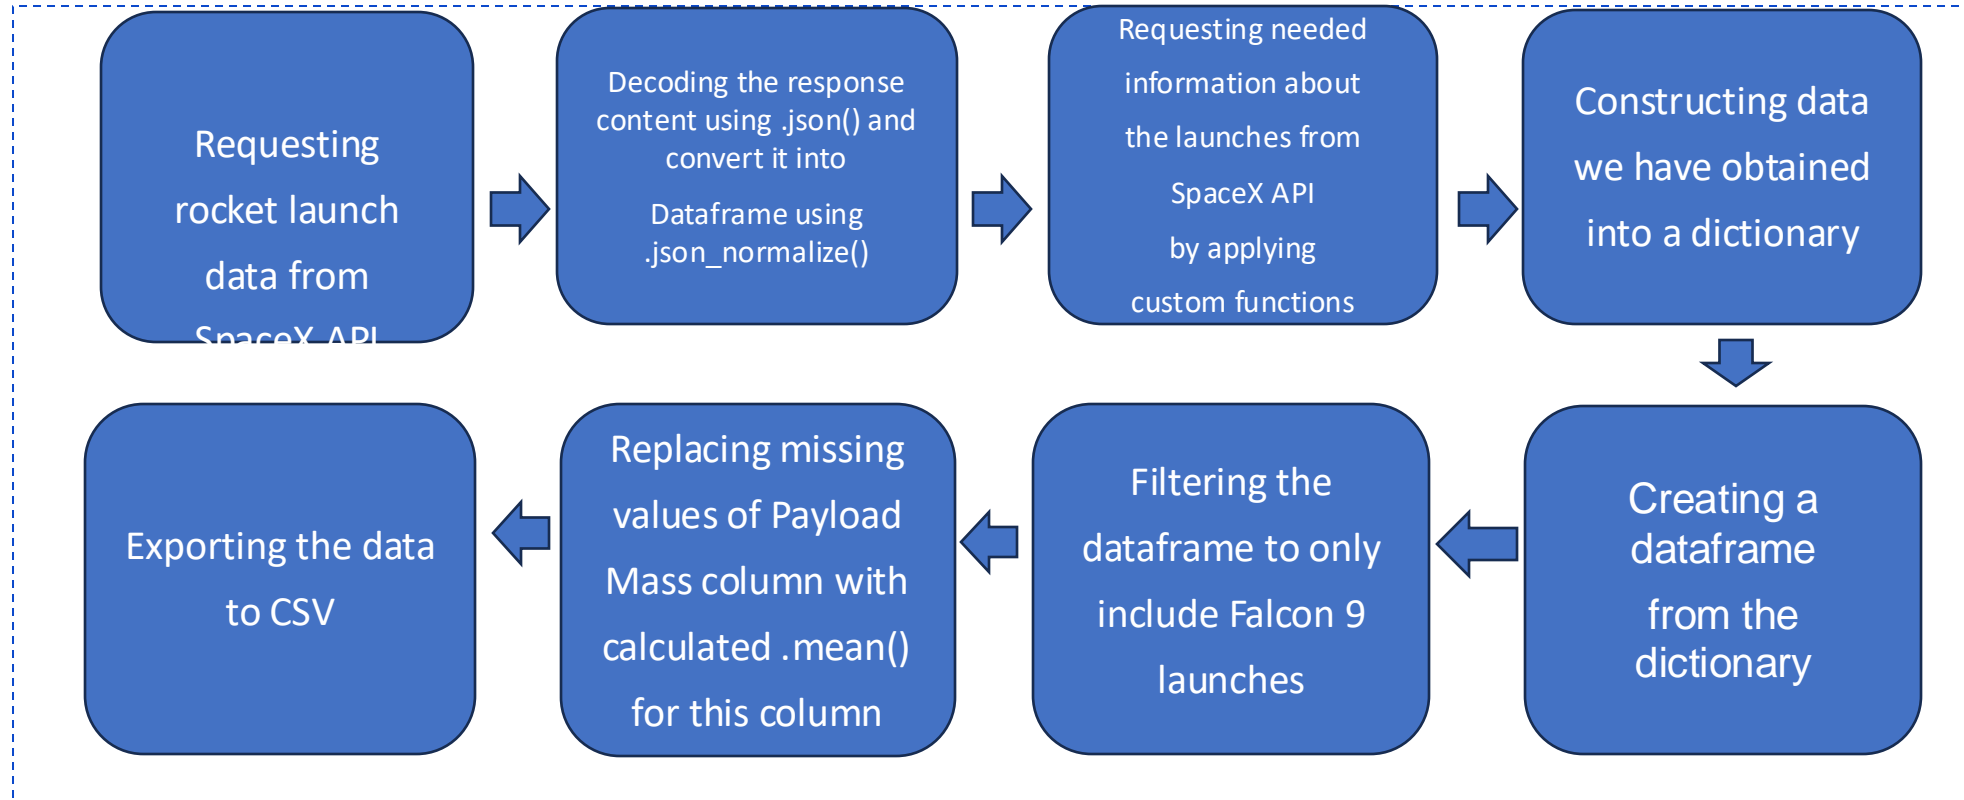 Requesting
rocket launch
data from
SpaceX API
Decoding the response
content using .json() and
convert it into
Dataframe using
.json_normalize()
Requesting needed
information about
the launches from
SpaceX API
by applying
custom functions
Constructing data
we have obtained
into a dictionary
Creating a
dataframe
from the
dictionary
Filtering the
dataframe to only
include Falcon 9
launches
Replacing missing
values of Payload
Mass column with
calculated .mean()
for this column
Exporting the data
to CSV